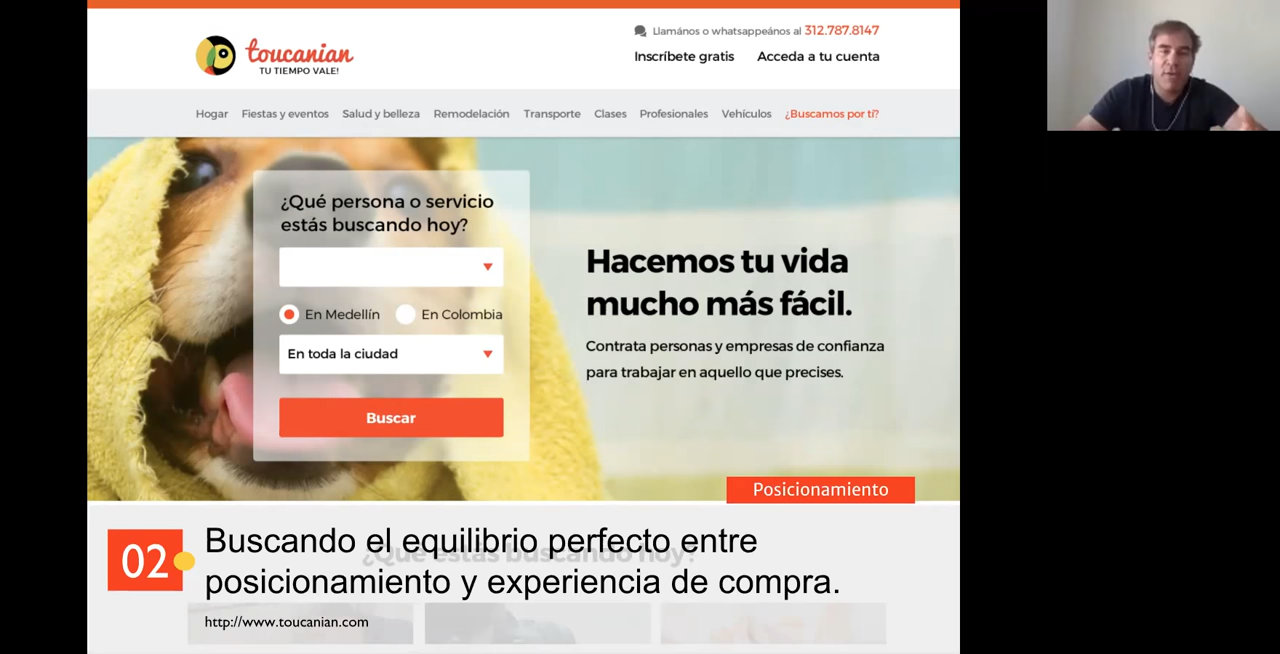 Llamános o whatsappeános al 312.787.8147
toucanian
TU TIEMPO VALE!
Inscríbete gratis Acceda a tu cuenta
Hogar Fiestas y eventos Salud y belleza Remodelación Transporte Clases Profesionales Vehículos ¿Buscamos por tí?
¿Qué persona o servicio
estás buscando hoy?
En Medellín En Colombia
En toda la ciudad
Buscar
Hacemos tu vida
mucho más fácil.
Contrata personas y empresas de confianza
para trabajar en aquello que precises.
Posicionamiento
02
Buscando el equilibrio perfecto entre
posicionamiento y experiencia de compra.
¿Qué estás buscando hoy?
http://www.toucanian.com